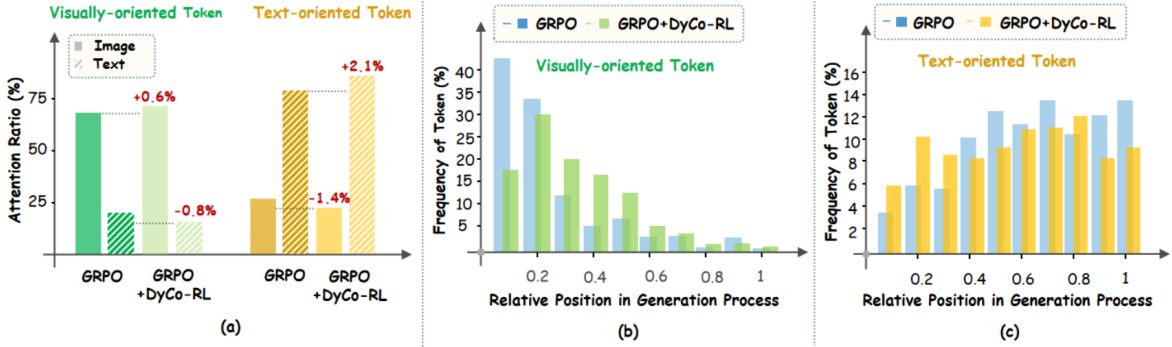 Visually-oriented Token
Text-oriented Token
Image
Text
+0.6%
-0.8%
-1.4%
+2.1%
Attention Ratio (%)
75
50
25
GRPO
GRPO
+DyCo-RL
GRPO
GRPO
+DyCo-RL
(a)
GRPO
GRPO+DyCo-RL
Visually-oriented Token
Frequency of Token (%)
40
35
30
20
15
10
5
0.2
0.4
0.6
0.8
1
Relative Position in Generation Process
(b)
GRPO
GRPO+DyCo-RL
Text-oriented Token
Frequency of Token (%)
16
14
12
10
8
6
4
2
0.2
0.4
0.6
0.8
1
Relative Position in Generation Process
(c)